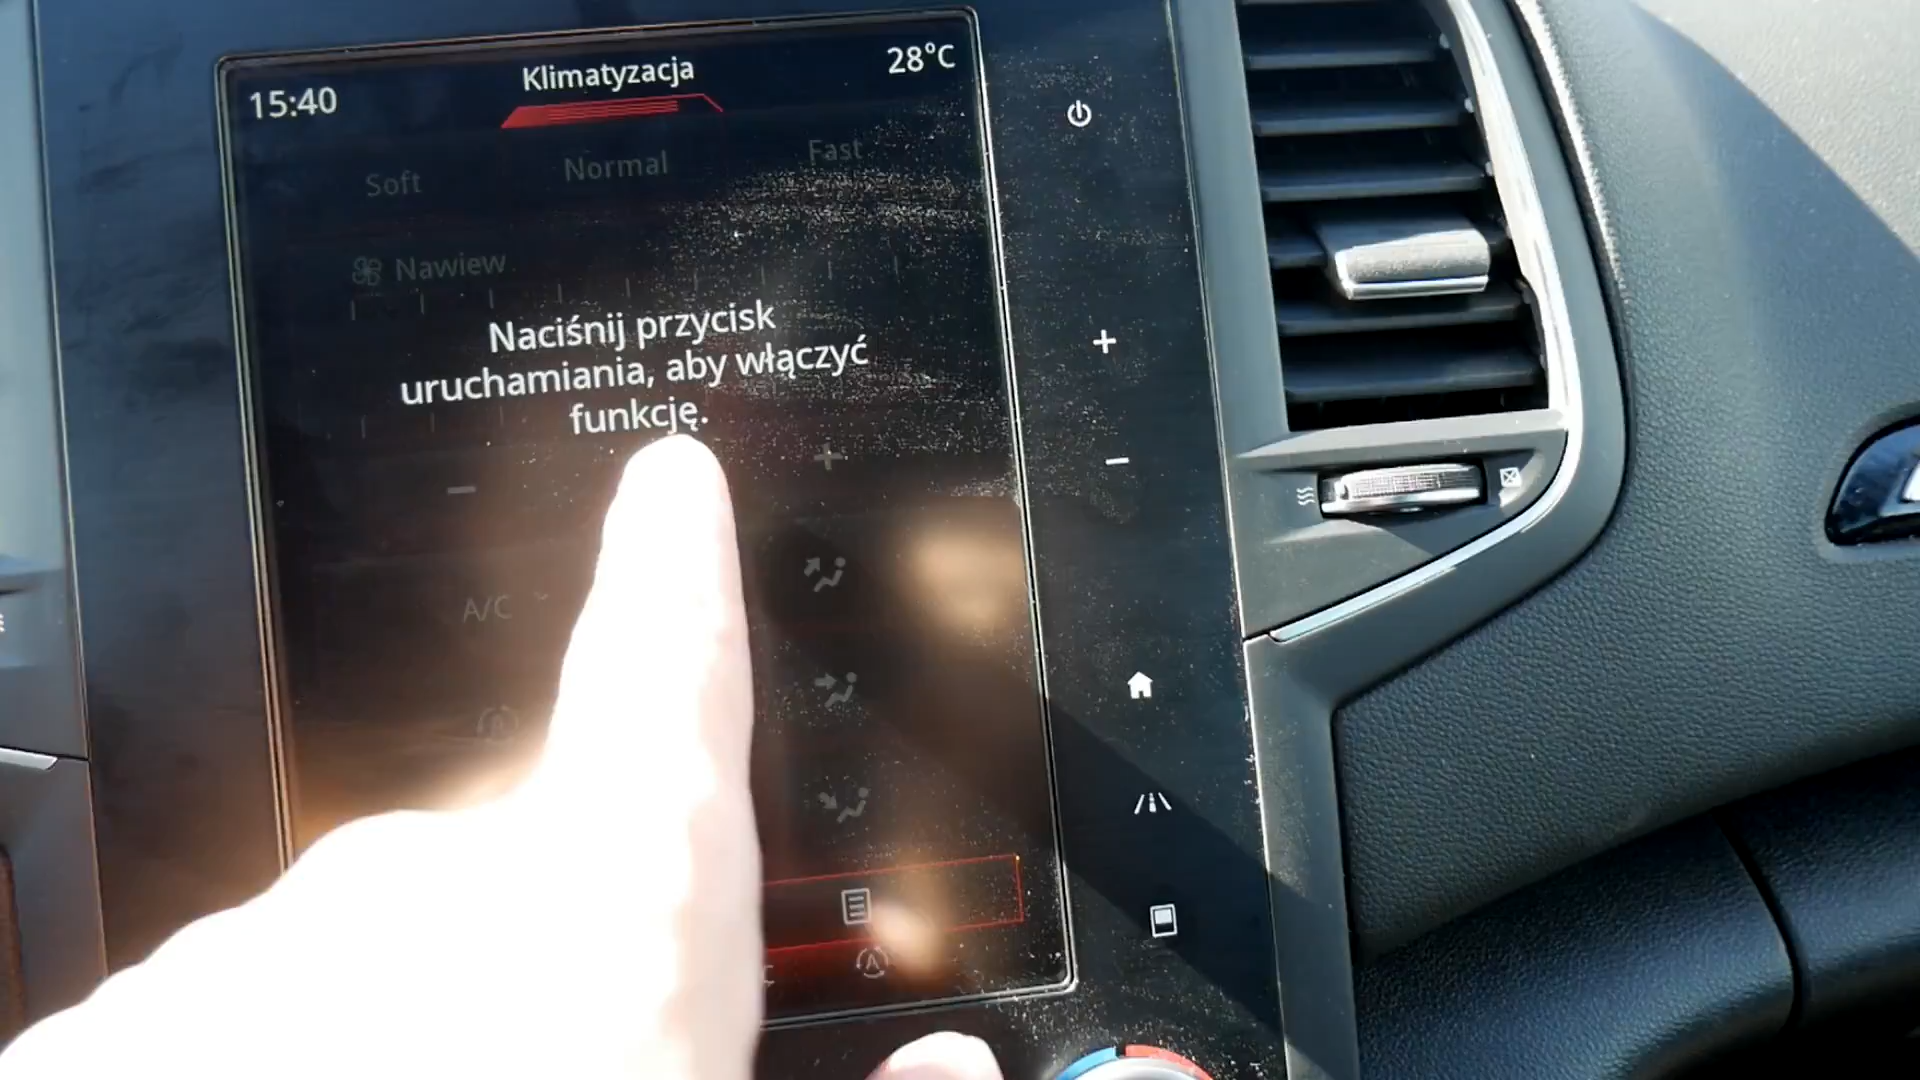 15:40
Klimatyzacja
28°C
Soft
Normal
Fast
Nawiew
Naciśnij przycisk
uruchamiania, aby włączyć
funkcję.
A/C